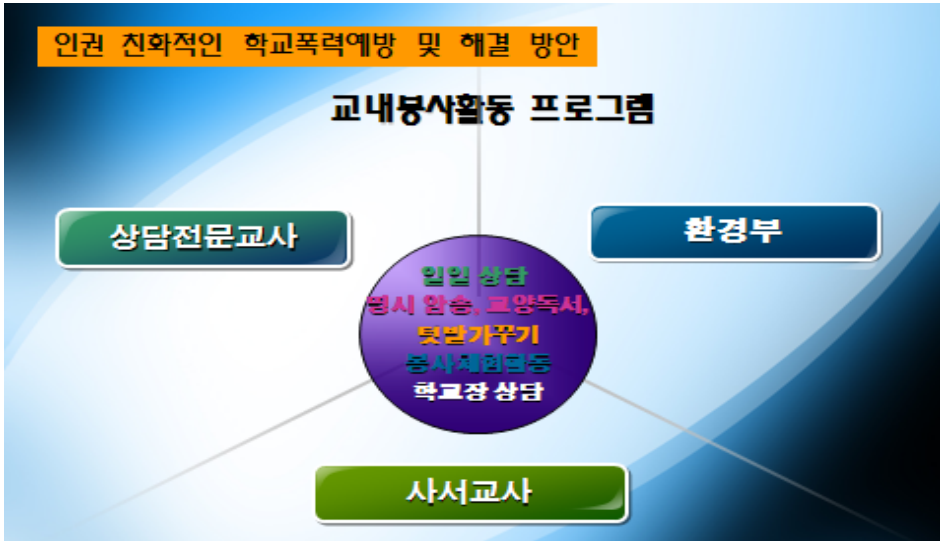 인권 친화적인 학교폭력예방 및 해결 방안
교내봉사활동 프로그램
상담전문교사
환경부
일일 상담
명시 암송, 교양독서,
텃밭가꾸기
봉사체험활동
학교장 상담
사서교사